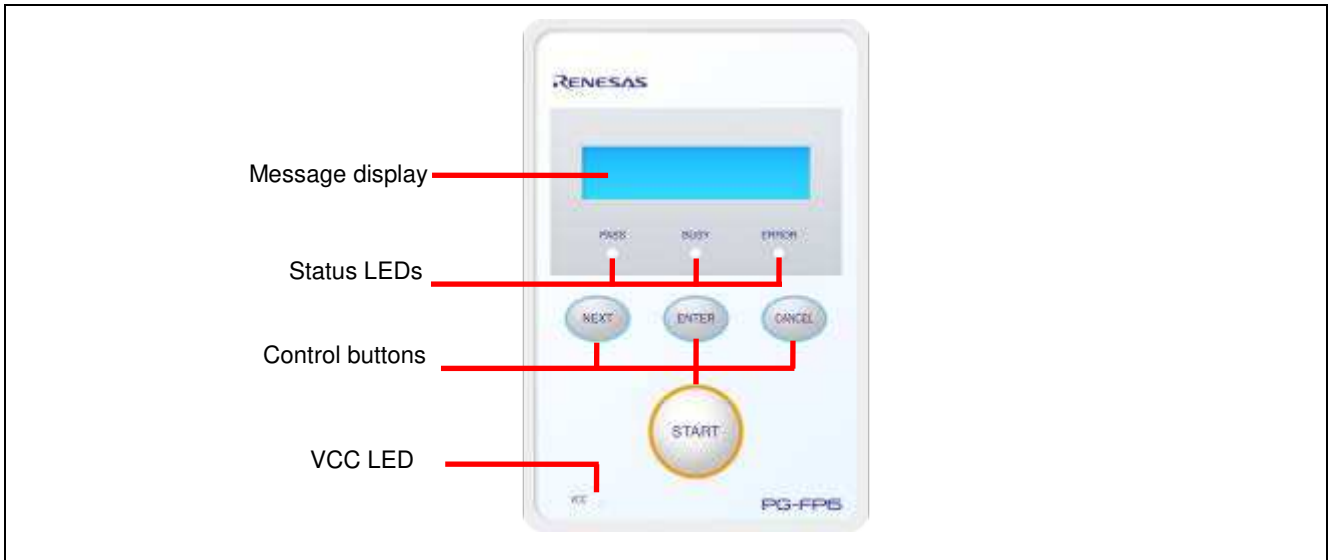 RENESAS
Message display
PASS BUSY ERROR
Status LEDs
NEXT ENTER CANCEL
Control buttons
START
VCC LED
VCC
PG-FP6